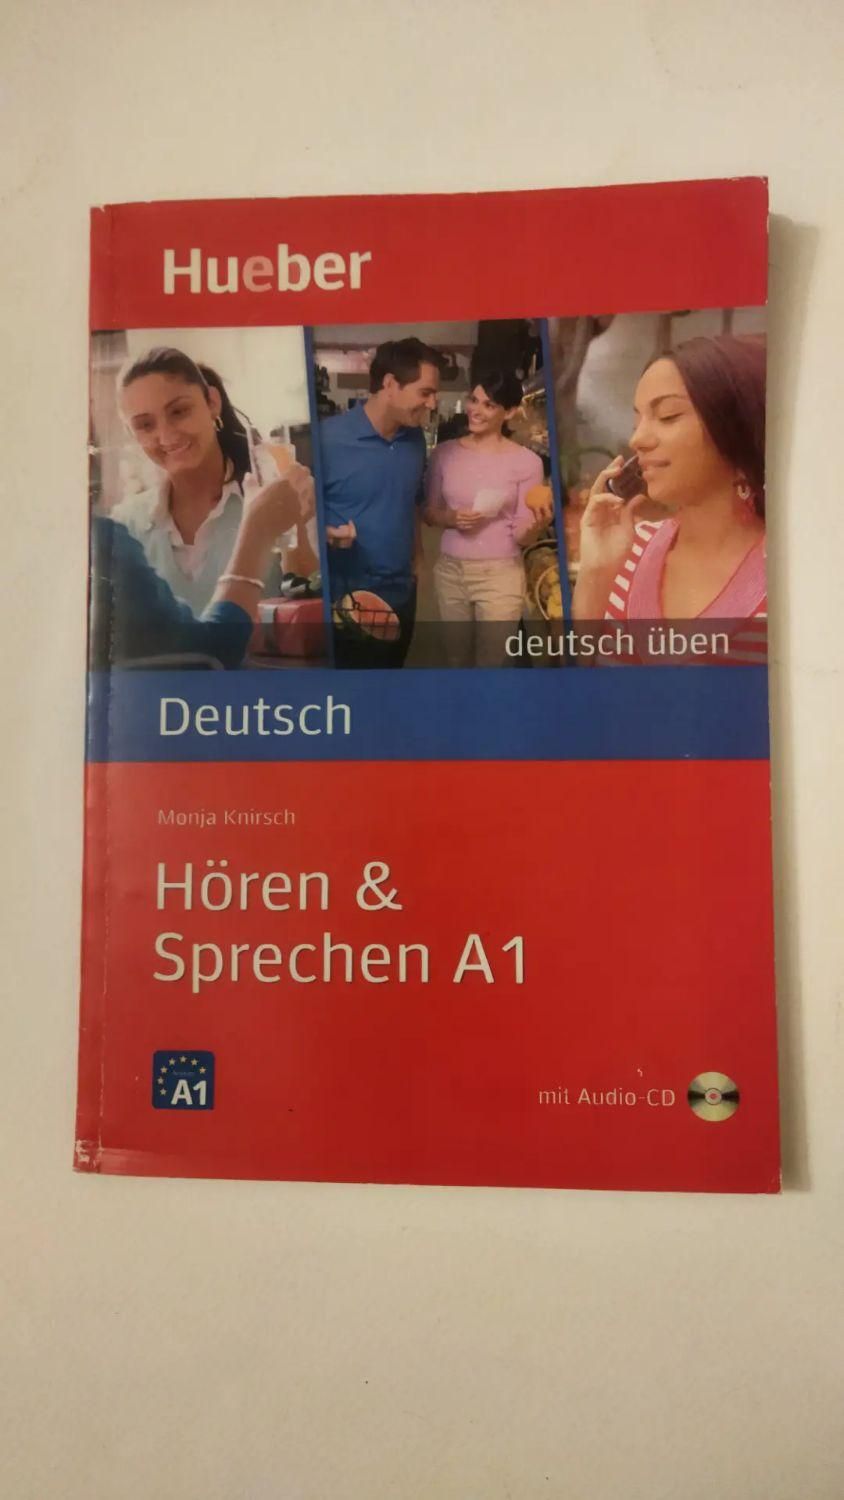 Hueber
deutsch üben
Deutsch
Monja Knirsch
Hören &
Sprechen A1
A1
mit Audio-CD